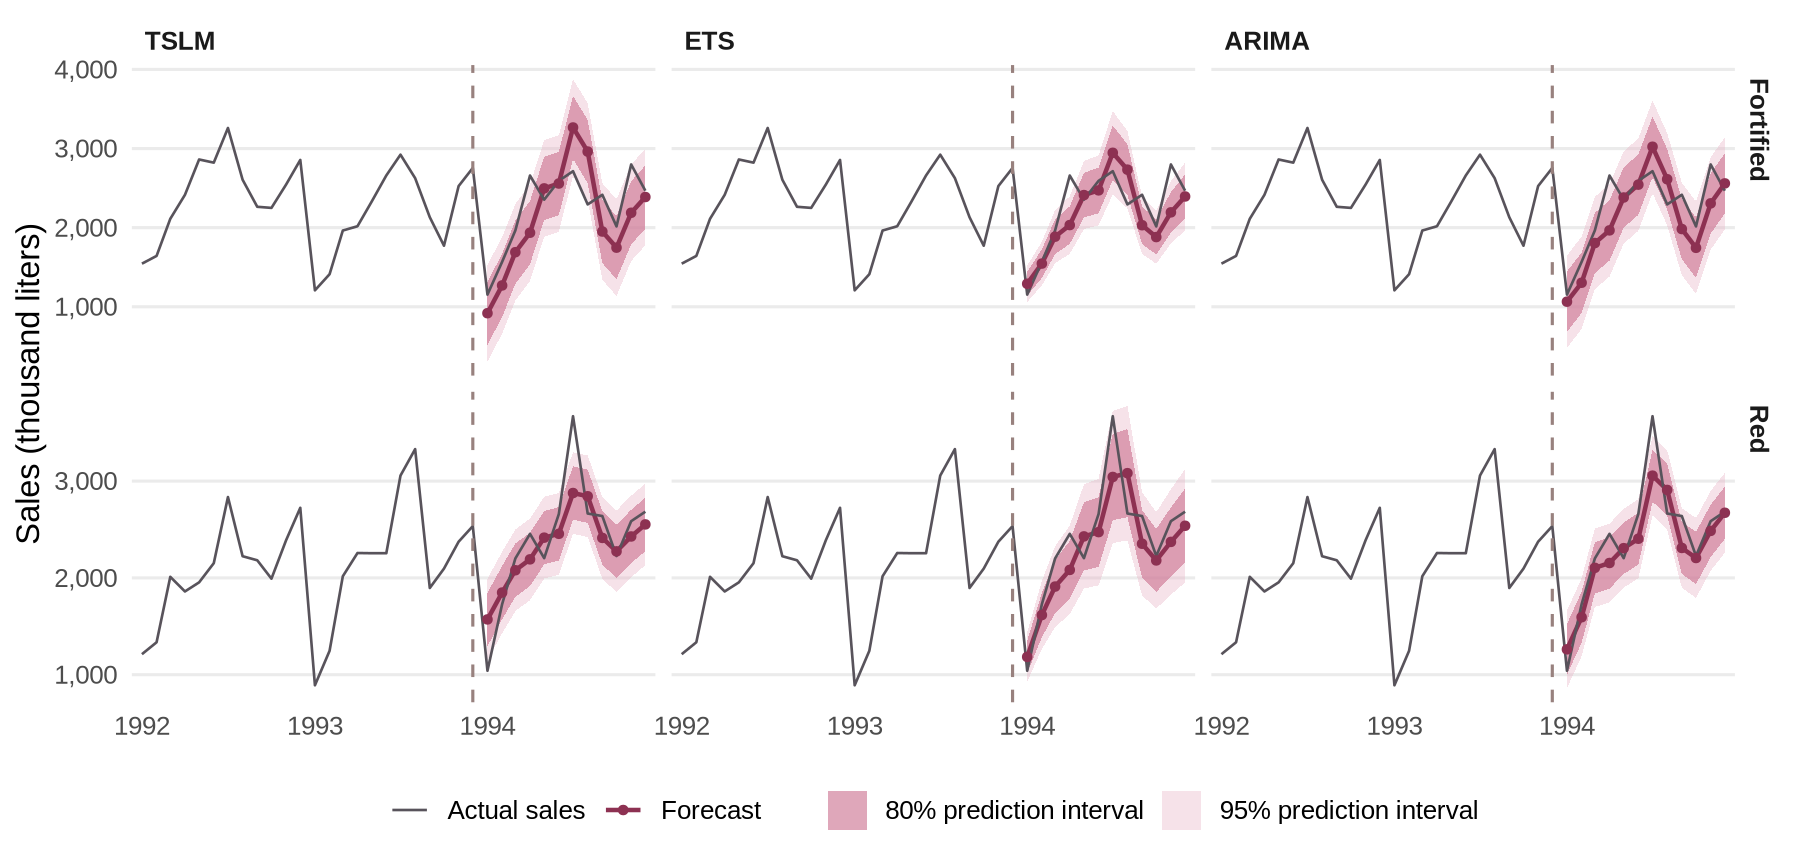 TSLM
ETS
ARIMA
4,000
3,000
2,000
1,000
Fortified
Sales (thousand liters)
3,000
2,000
1,000
Red
1992
1993
1994
1992
1993
1994
1992
1993
1994
Actual sales
Forecast
80% prediction interval
95% prediction interval